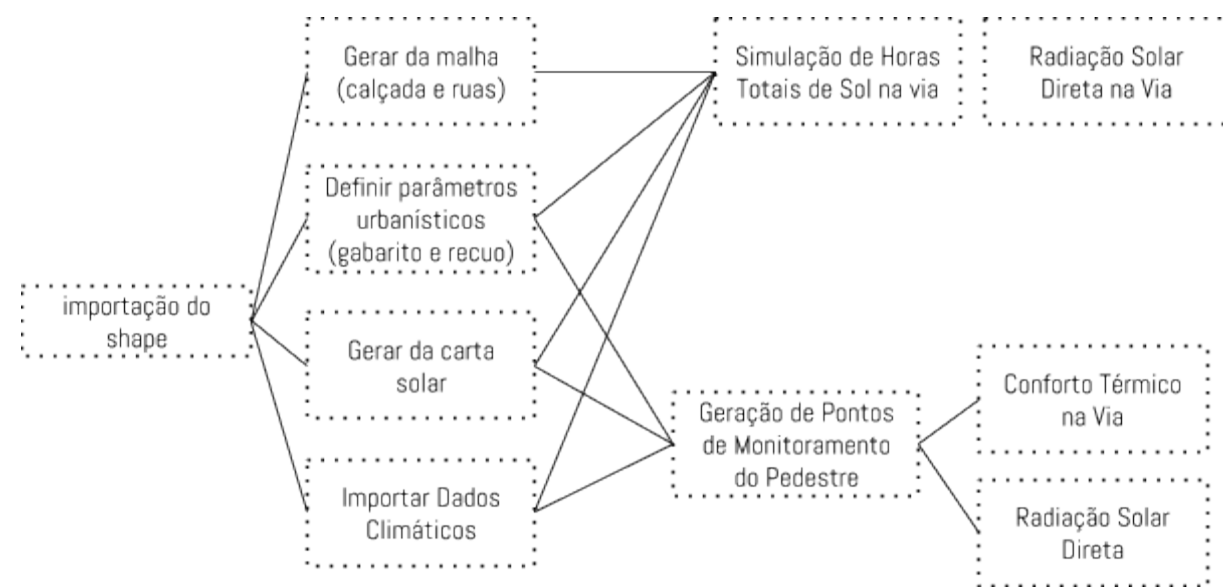 Gerar da malha
(calçada e ruas)
Simulação de Horas
Totais de Sol na via
Radiação Solar
Direta na Via
Definir parâmetros
urbanísticos
(gabarito e recuo)
importação do
shape
Gerar da carta
solar
Geração de Pontos
de Monitoramento
do Pedestre
Conforto Térmico
na Via
Importar Dados
Climáticos
Radiação Solar
Direta